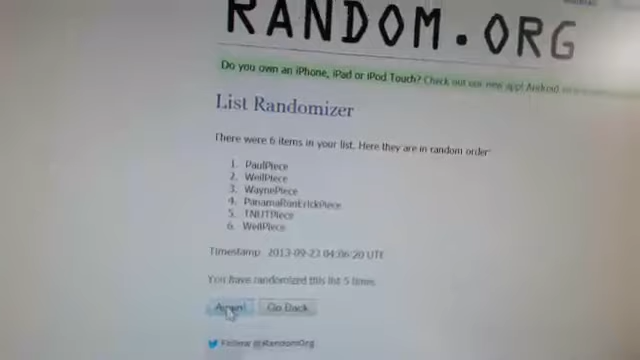 RANDOM.ORG
Do you own an iPhone, iPad or iPod Touch? Check out our new app! Android
List Randomizer
There were 6 items in your list. Here they are in random order:
1. PaulPiece
2. WeilPiece
3. WaynePiece
4. PanamaRonErickPiece
5. TNUTPiece
6. WeilPiece
Timestamp: 2013-09-23 04:06:20 UTC
You have randomized this list 5 times.
Again! Go Back
Follow @RandomOrg